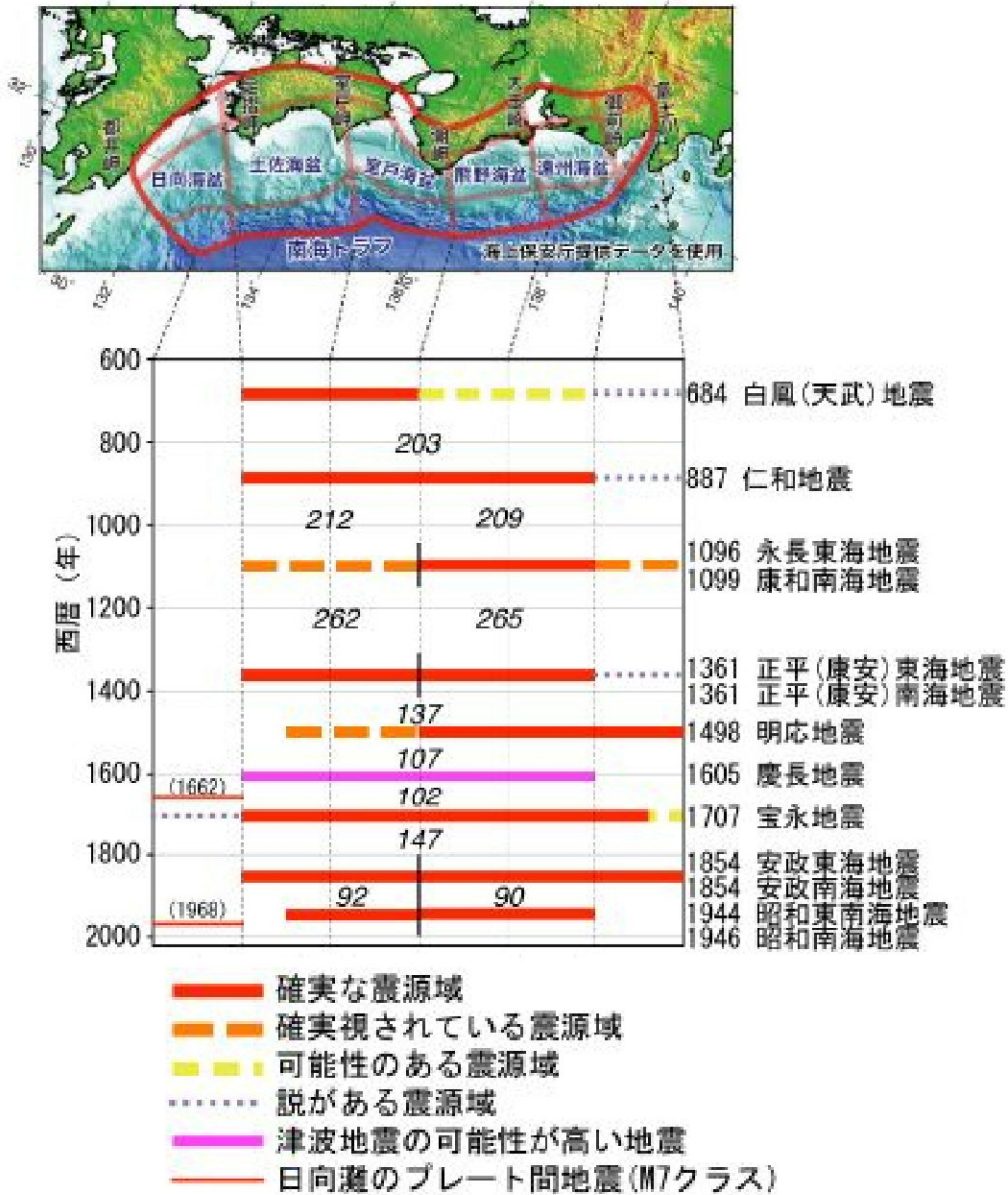 都井岬
足摺岬
室戸岬
潮岬
大王崎
御前崎
富士川
日向海盆
土佐海盆
室戸海盆
熊野海盆
遠州海盆
南海トラフ
海上保安庁提供データを使用
30°
132°
134°
136°
138°
140°
西暦(年)
600
800
1000
1200
1400
1600
1800
2000
684 白鳳(天武)地震
203
887 仁和地震
212
209
1096 永長東海地震
1099 康和南海地震
262
265
1361 正平(康安)東海地震
1361 正平(康安)南海地震
137
1498 明応地震
107
1605 慶長地震
(1662)
102
1707 宝永地震
147
1854 安政東海地震
1854 安政南海地震
92
90
(1968)
1944 昭和東南海地震
1946 昭和南海地震
確実な震源域
確実視されている震源域
可能性のある震源域
説がある震源域
津波地震の可能性が高い地震
日向灘のプレート間地震(M7クラス)